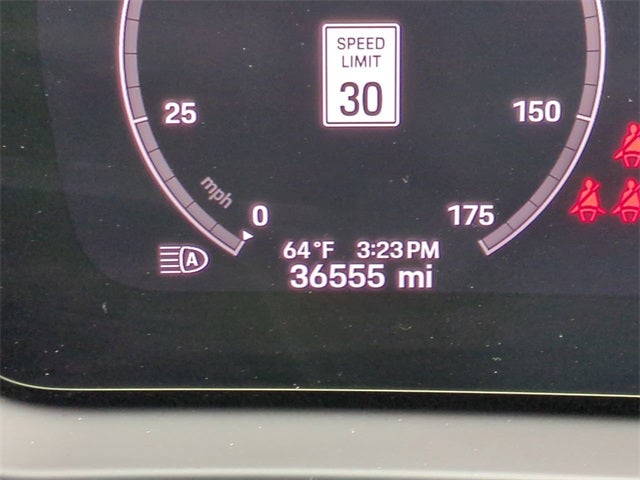 SPEED
LIMIT
30
25
150
mph
0
175
A
64°F 3:23PM
36555 mi